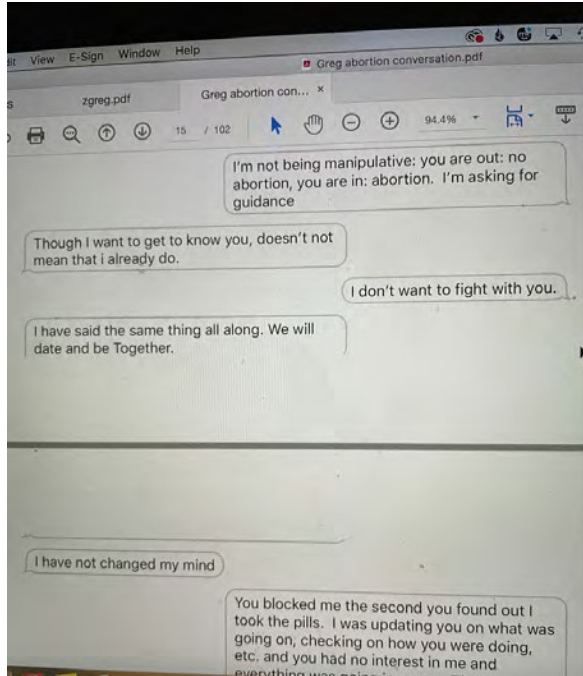 View E-Sign Window Help
Greg abortion conversation.pdf
zgreg.pdf Greg abortion con... ×
15 / 102 94.4%
I'm not being manipulative: you are out: no
abortion, you are in: abortion. I'm asking for
guidance
Though I want to get to know you, doesn't not
mean that i already do.
I don't want to fight with you.
I have said the same thing all along. We will
date and be Together.
I have not changed my mind
You blocked me the second you found out I
took the pills. I was updating you on what was
going on, checking on how you were doing,
etc. and you had no interest in me and
everything was